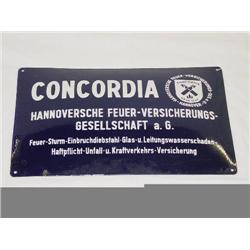 CONCORDIA
HANNOVERSCHE FEUER-VERSICHERUNGS-
GESELLSCHAFT a. G.
Feuer-Sturm-Einbruchdiebstahl-Glas-u. Leitungswasserschaden-
Haftpflicht-Unfall-u. Kraftverkehrs-Versicherung